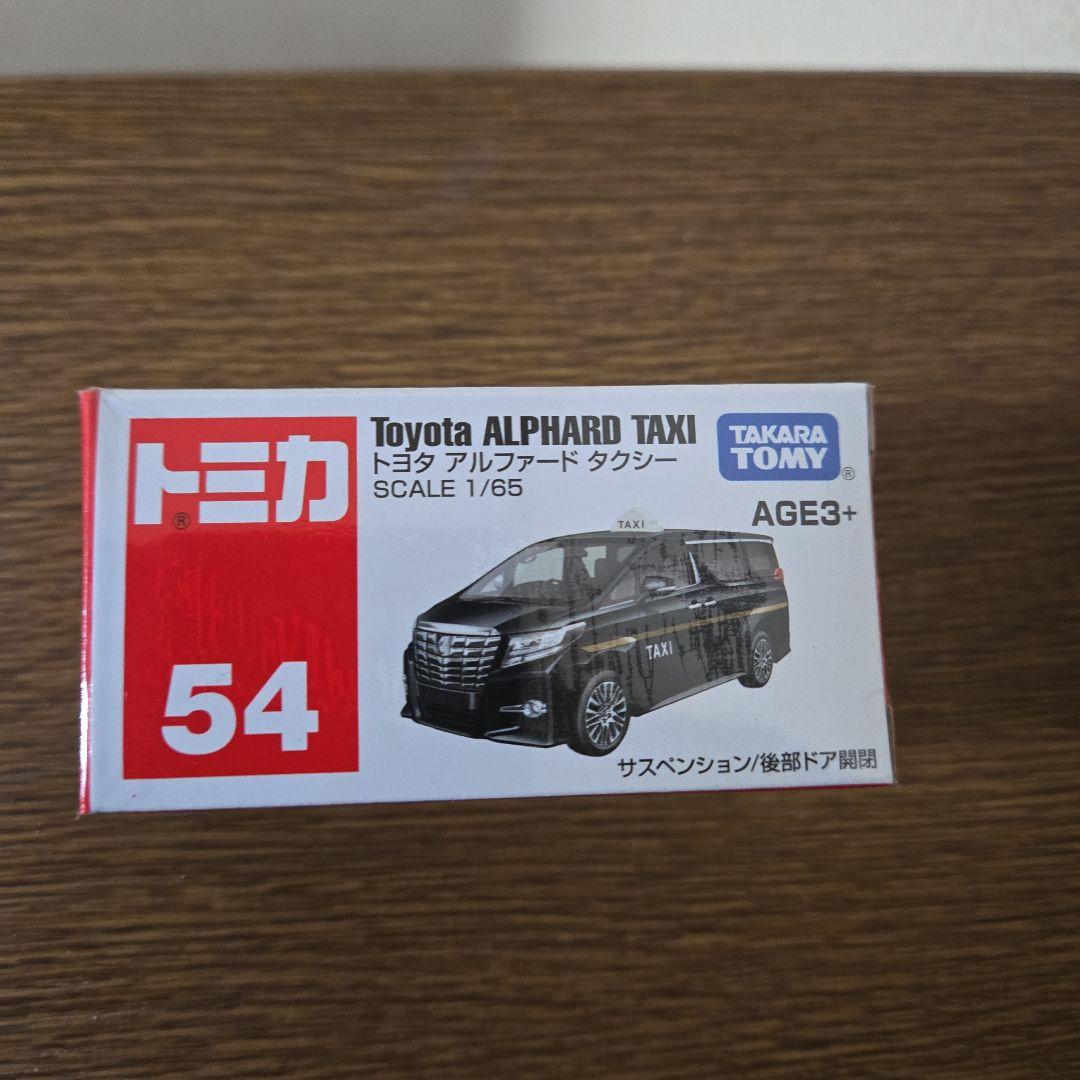 トミカ®
54
Toyota ALPHARD TAXI
トヨタ アルファード タクシー
SCALE 1/65
TAKARA
TOMY®
AGE3+
TAXI
TAXI
サスペンション/後部ドア開閉